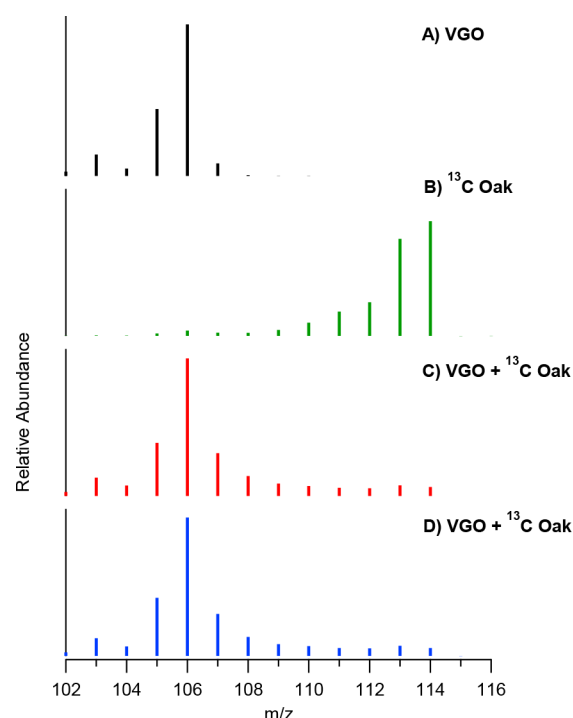 A) VGO
B) ¹³C Oak
C) VGO + ¹³C Oak
D) VGO + ¹³C Oak
Relative Abundance
102 104 106 108 110 112 114 116
m/z